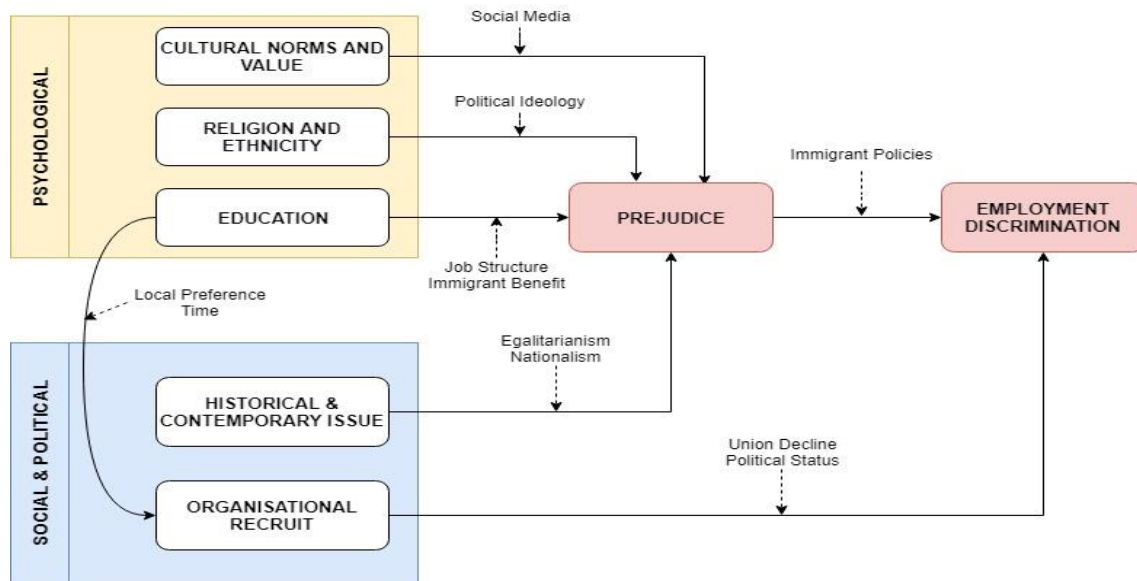 Social Media
CULTURAL NORMS AND
VALUE
Political Ideology
RELIGION AND
ETHNICITY
Immigrant Policies
PSYCHOLOGICAL
EDUCATION
PREJUDICE
EMPLOYMENT
DISCRIMINATION
Job Structure
Immigrant Benefit
Local Preference
Time
Egalitarianism
Nationalism
HISTORICAL &
CONTEMPORARY ISSUE
Union Decline
Political Status
SOCIAL & POLITICAL
ORGANISATIONAL
RECRUIT